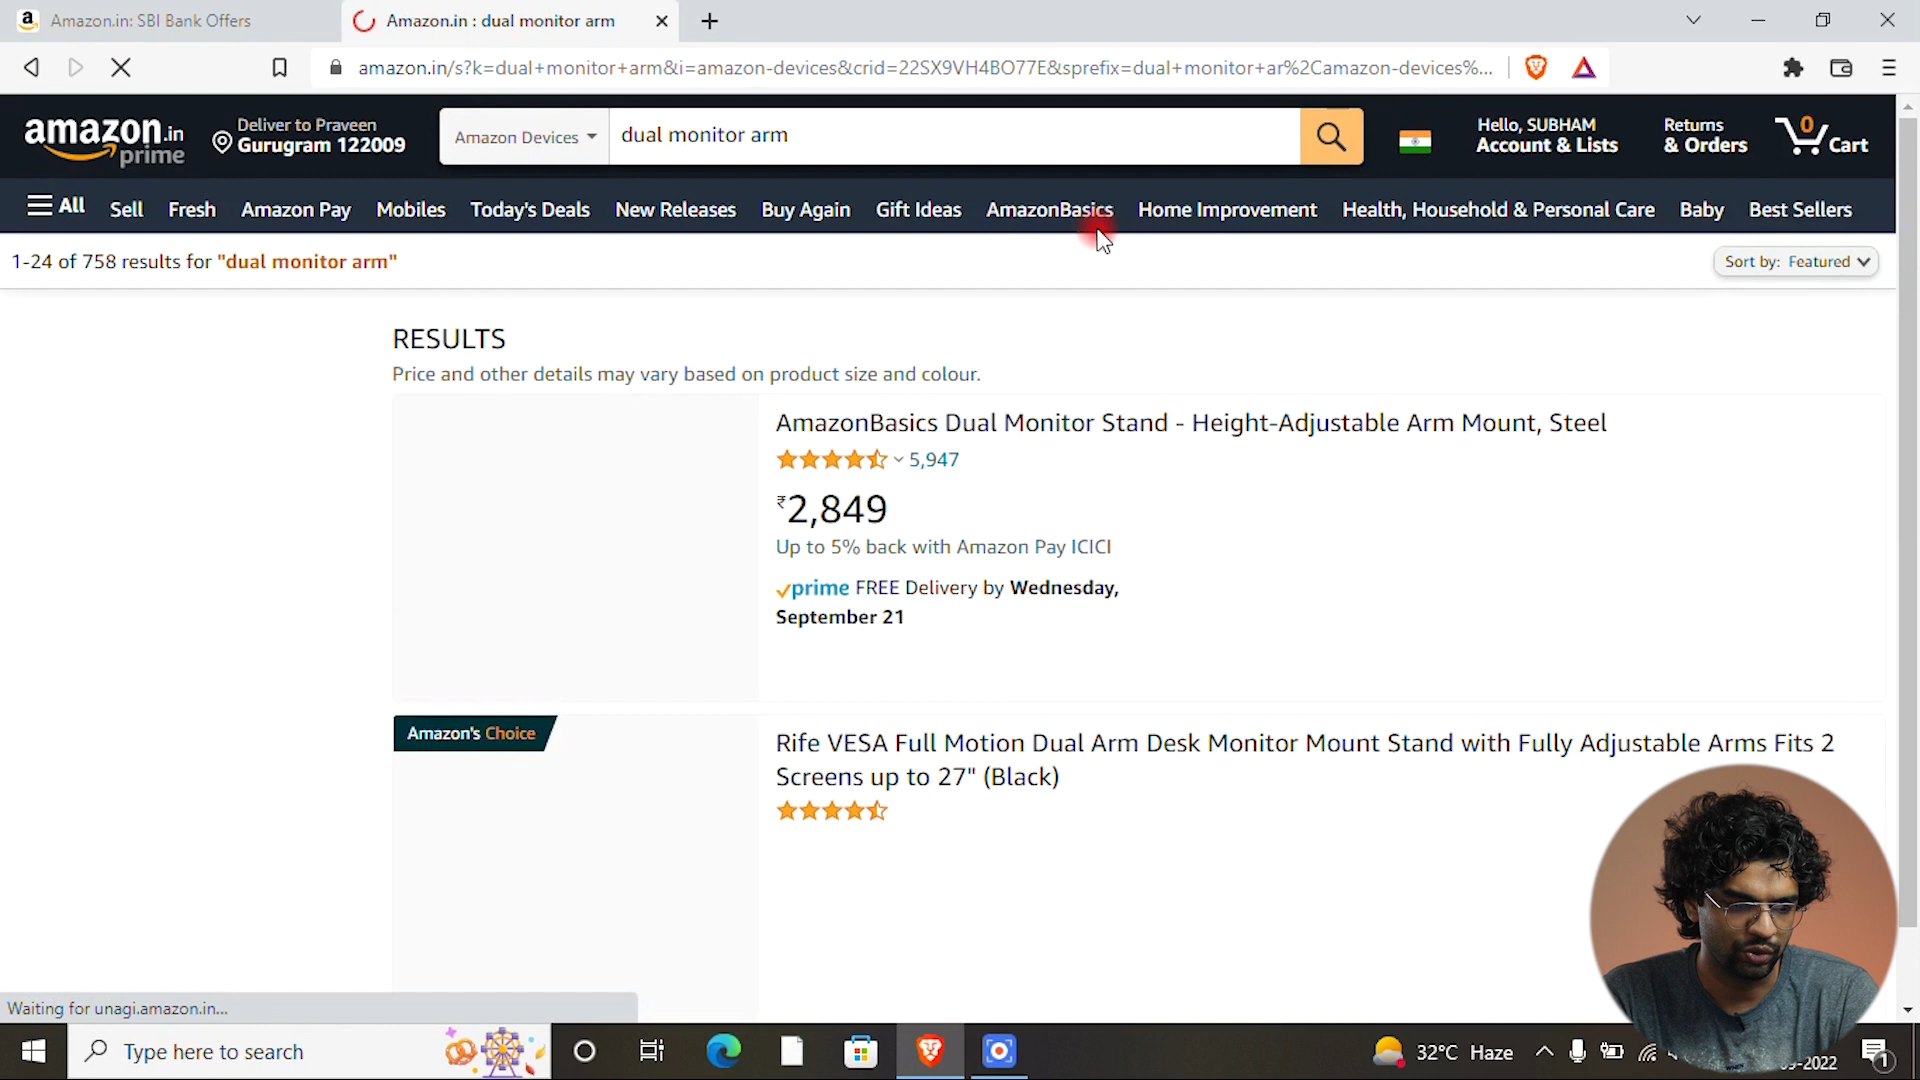 Amazon.in: SBI Bank Offers
Amazon.in : dual monitor arm
amazon.in/s?k=dual+monitor+arm&i=amazon-devices&crid=22SX9VH4BO77E&sprefix=dual+monitor+ar%2Camazon-devices%...
amazon.in
prime
Deliver to Praveen
Gurugram 122009
Amazon Devices
dual monitor arm
Hello, SUBHAM
Account & Lists
Returns
& Orders
0
Cart
All
Sell
Fresh
Amazon Pay
Mobiles
Today's Deals
New Releases
Buy Again
Gift Ideas
AmazonBasics
Home Improvement
Health, Household & Personal Care
Baby
Best Sellers
1-24 of 758 results for "dual monitor arm"
Sort by: Featured
RESULTS
Price and other details may vary based on product size and colour.
AmazonBasics Dual Monitor Stand - Height-Adjustable Arm Mount, Steel
5,947
₹2,849
Up to 5% back with Amazon Pay ICICI
prime FREE Delivery by Wednesday,
September 21
Amazon's Choice
Rife VESA Full Motion Dual Arm Desk Monitor Mount Stand with Fully Adjustable Arms Fits 2
Screens up to 27" (Black)
Waiting for unagi.amazon.in...
Type here to search
32°C Haze
-2022
1